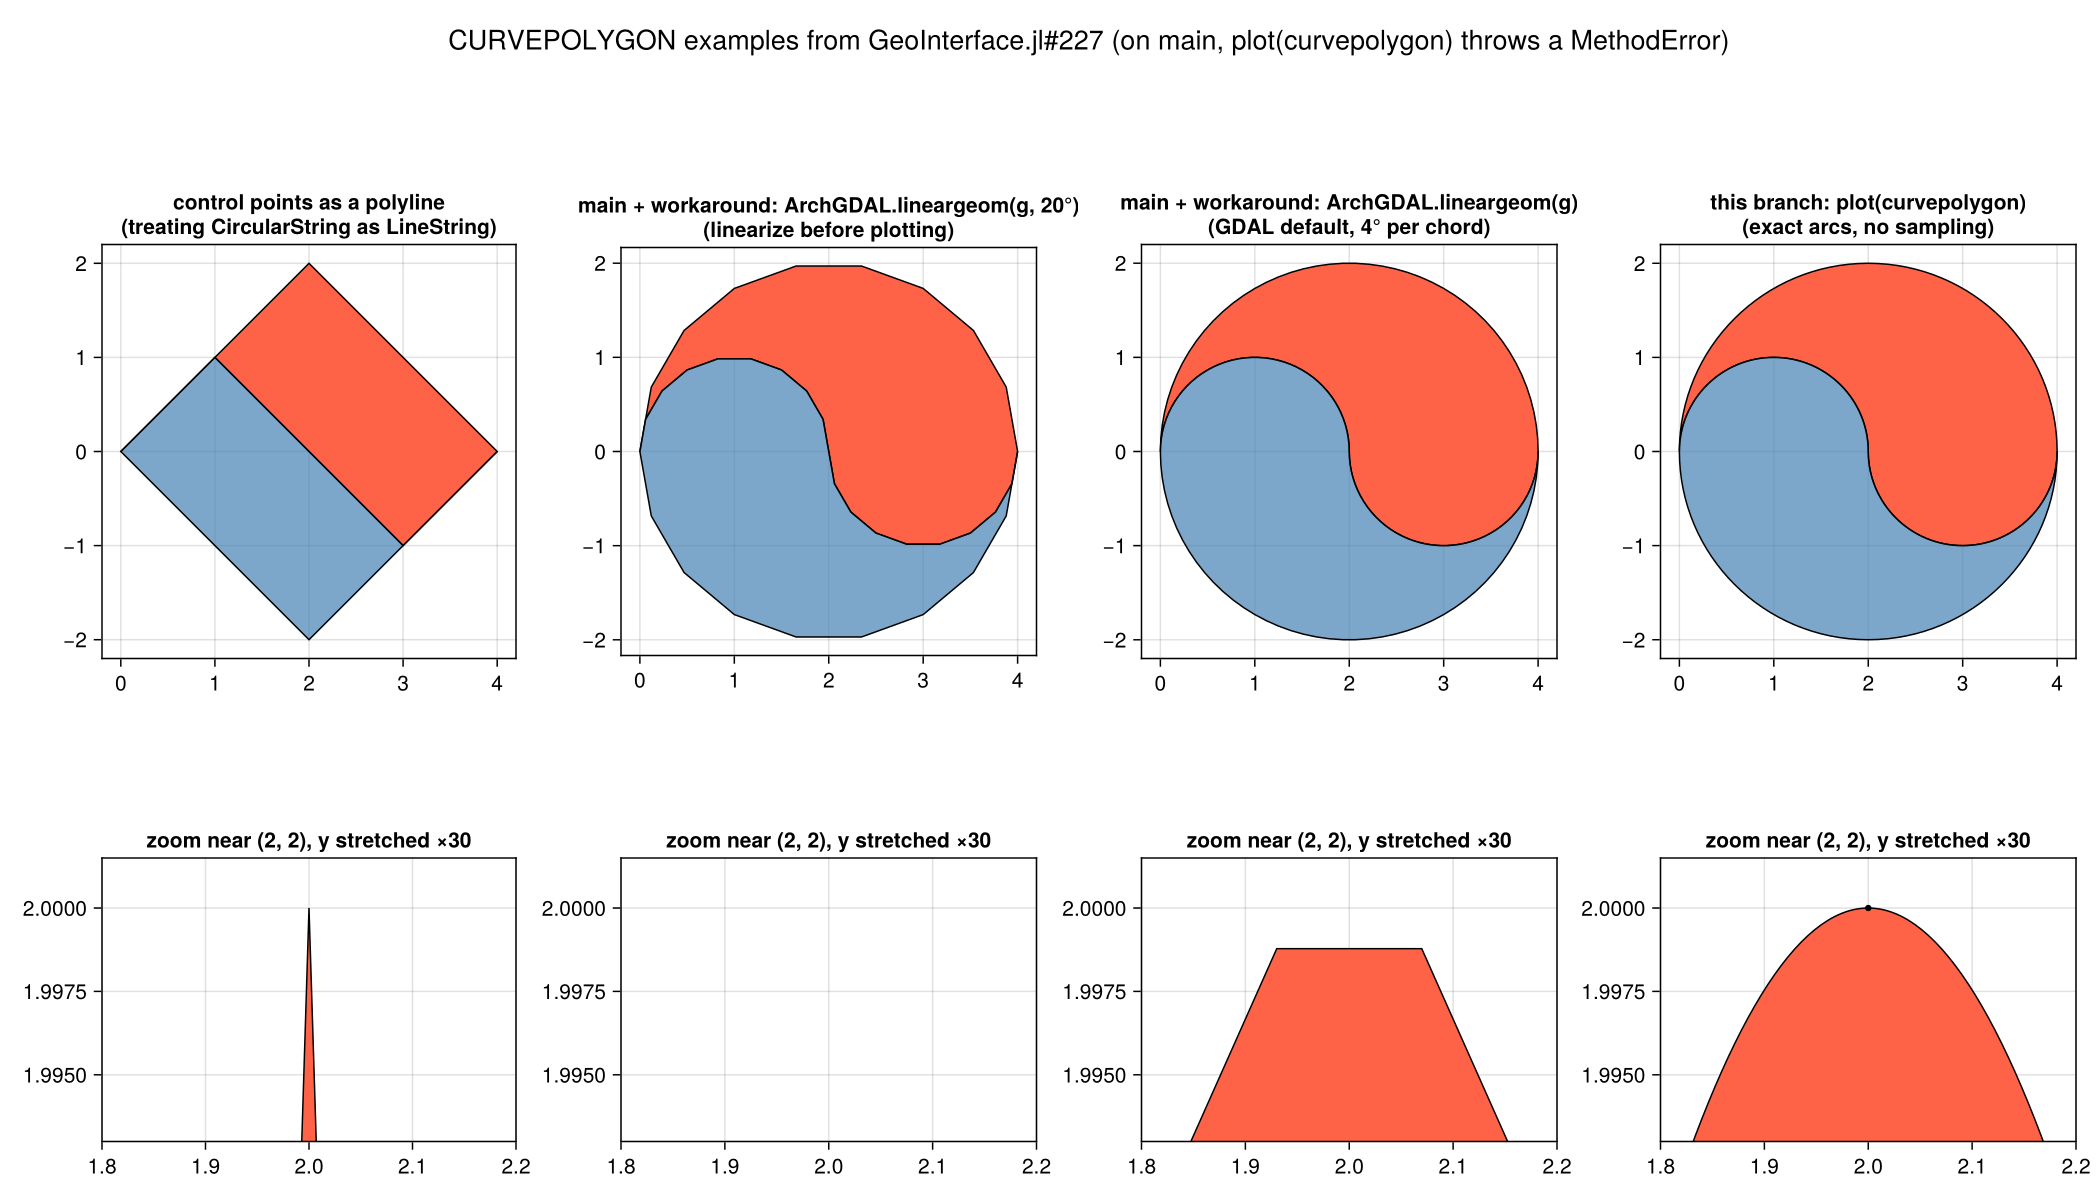 CURVEPOLYGON examples from GeoInterface.jl#227 (on main, plot(curvepolygon) throws a MethodError)
control points as a polyline
(treating CircularString as LineString)
2
1
0
−1
−2
0 1 2 3 4
main + workaround: ArchGDAL.lineargeom(g, 20°)
(linearize before plotting)
2
1
0
−1
−2
0 1 2 3 4
main + workaround: ArchGDAL.lineargeom(g)
(GDAL default, 4° per chord)
2
1
0
−1
−2
0 1 2 3 4
this branch: plot(curvepolygon)
(exact arcs, no sampling)
2
1
0
−1
−2
0 1 2 3 4
zoom near (2, 2), y stretched ×30
2.0000
1.9975
1.9950
1.8 1.9 2.0 2.1 2.2
zoom near (2, 2), y stretched ×30
2.0000
1.9975
1.9950
1.8 1.9 2.0 2.1 2.2
zoom near (2, 2), y stretched ×30
2.0000
1.9975
1.9950
1.8 1.9 2.0 2.1 2.2
zoom near (2, 2), y stretched ×30
2.0000
1.9975
1.9950
1.8 1.9 2.0 2.1 2.2